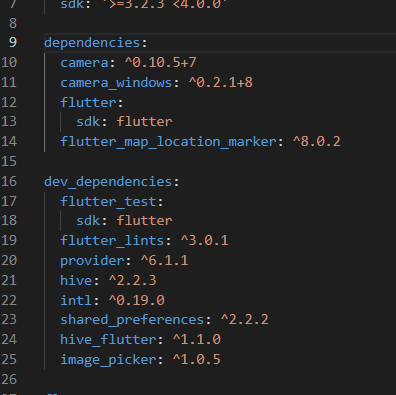 7 sdk: '>=3.2.3 <4.0.0'
8
9 dependencies:
10 camera: ^0.10.5+7
11 camera_windows: ^0.2.1+8
12 flutter:
13 sdk: flutter
14 flutter_map_location_marker: ^8.0.2
15
16 dev_dependencies:
17 flutter_test:
18 sdk: flutter
19 flutter_lints: ^3.0.1
20 provider: ^6.1.1
21 hive: ^2.2.3
22 intl: ^0.19.0
23 shared_preferences: ^2.2.2
24 hive_flutter: ^1.1.0
25 image_picker: ^1.0.5
26